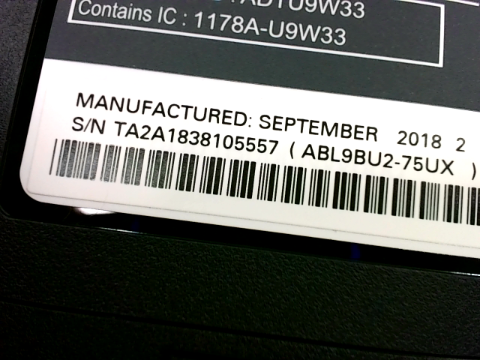 Contains IC : 1178A-U9W33
MANUFACTURED: SEPTEMBER 2018 2
S/N TA2A1838105557 ( ABL9BU2-75UX )